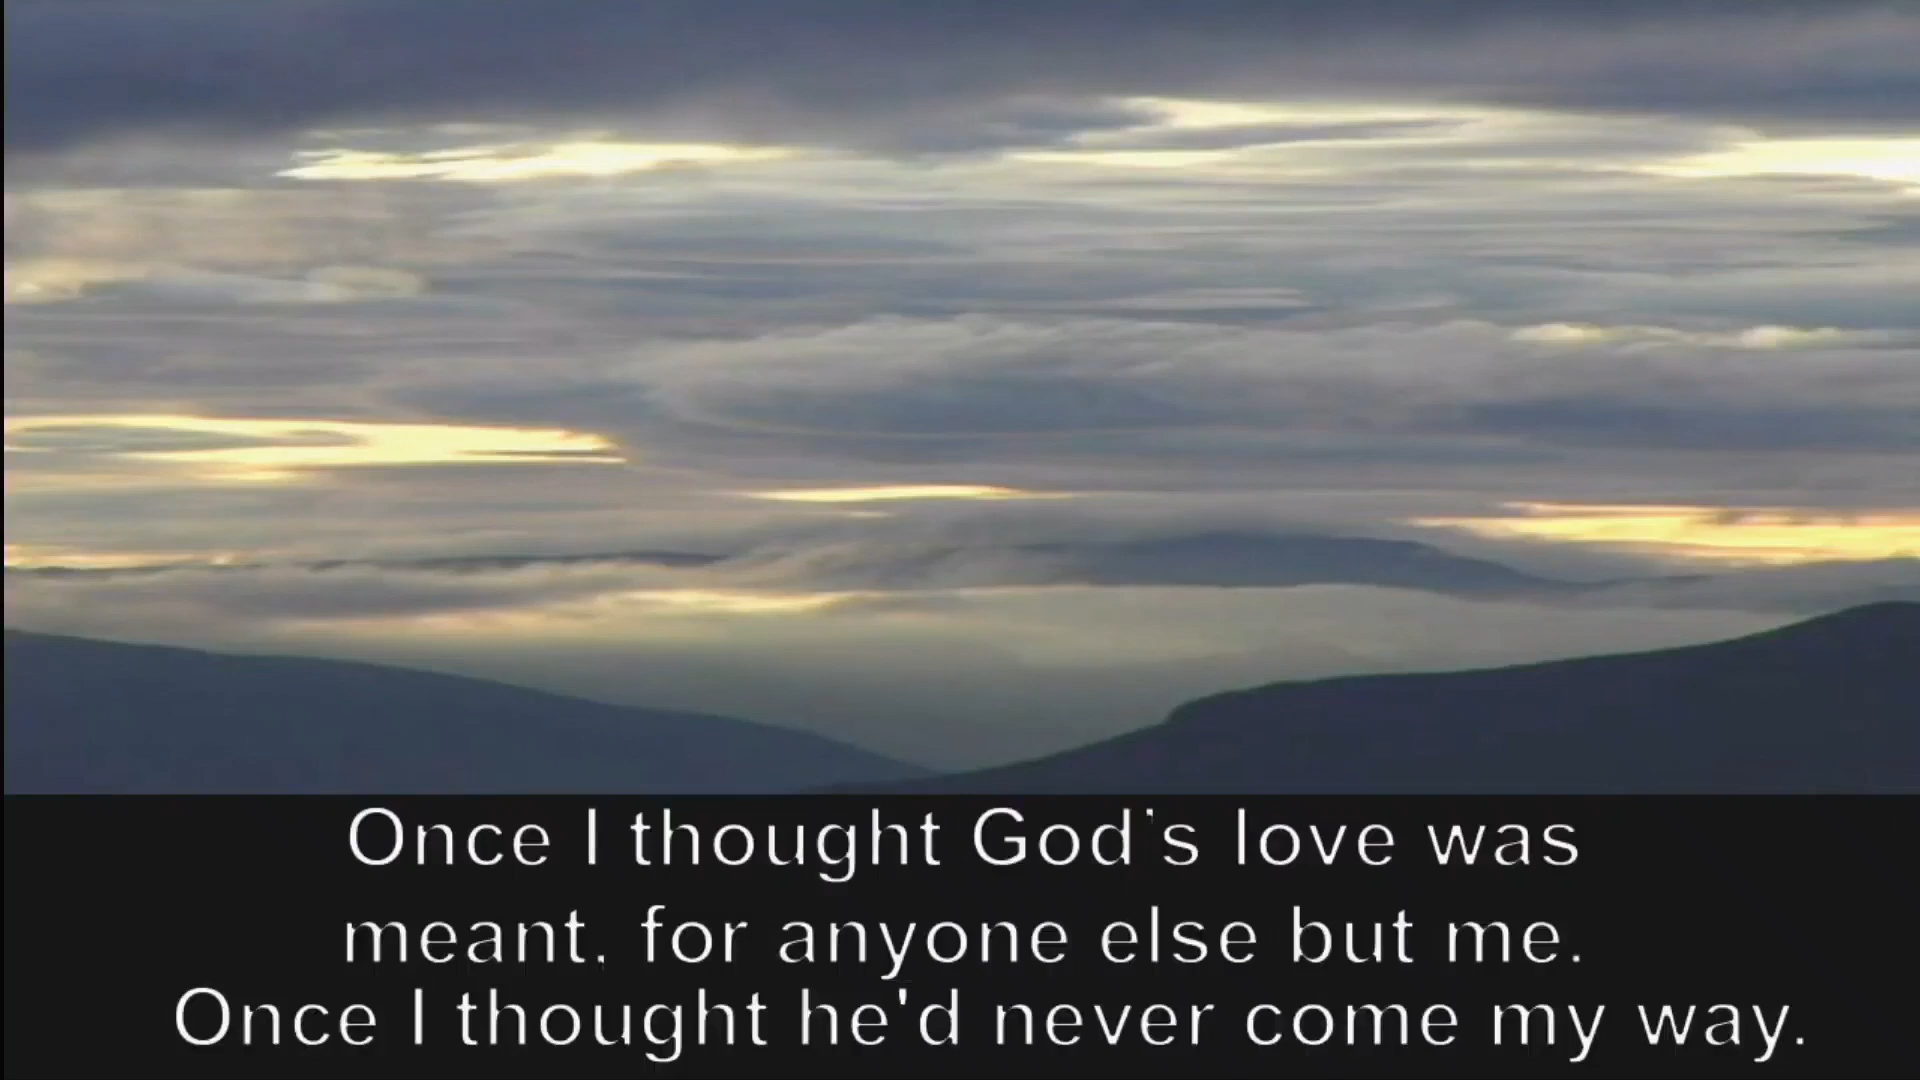 Once I thought God's love was
meant, for anyone else but me.
Once I thought he'd never come my way.